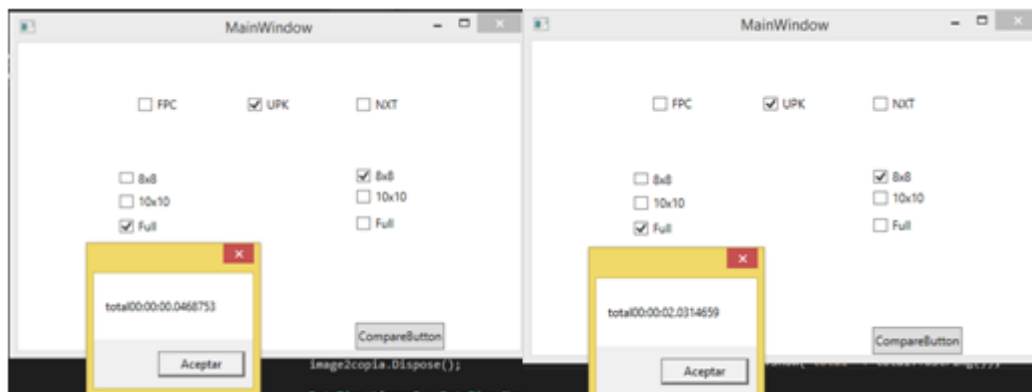 MainWindow
FPC UPK NXT
8x8 8x8
10x10 10x10
Full Full
total00:00:00.0468753
Aceptar
CompareButton
image2copia.Dispose();
MainWindow
FPC UPK NXT
8x8 8x8
10x10 10x10
Full Full
total00:00:02.0314659
Aceptar
CompareButton